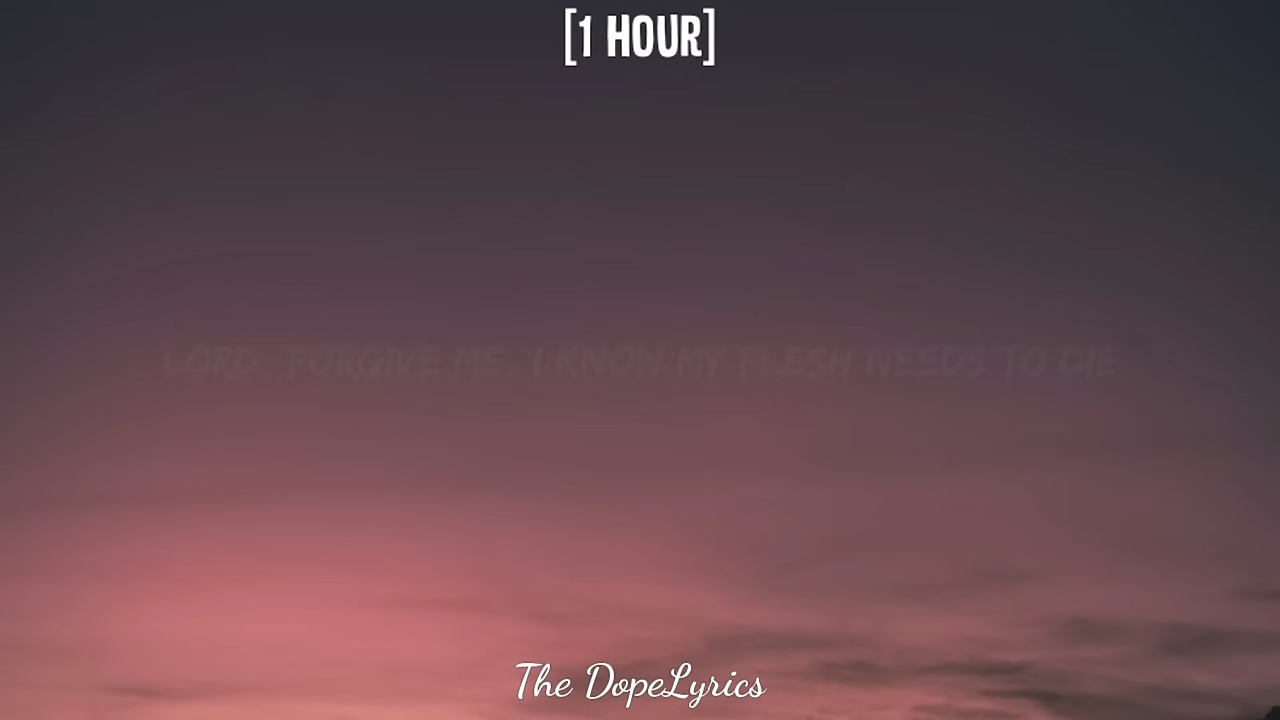 [1 HOUR]
LORD, FORGIVE ME, I KNOW MY FLESH NEEDS TO DIE
The DopeLyrics